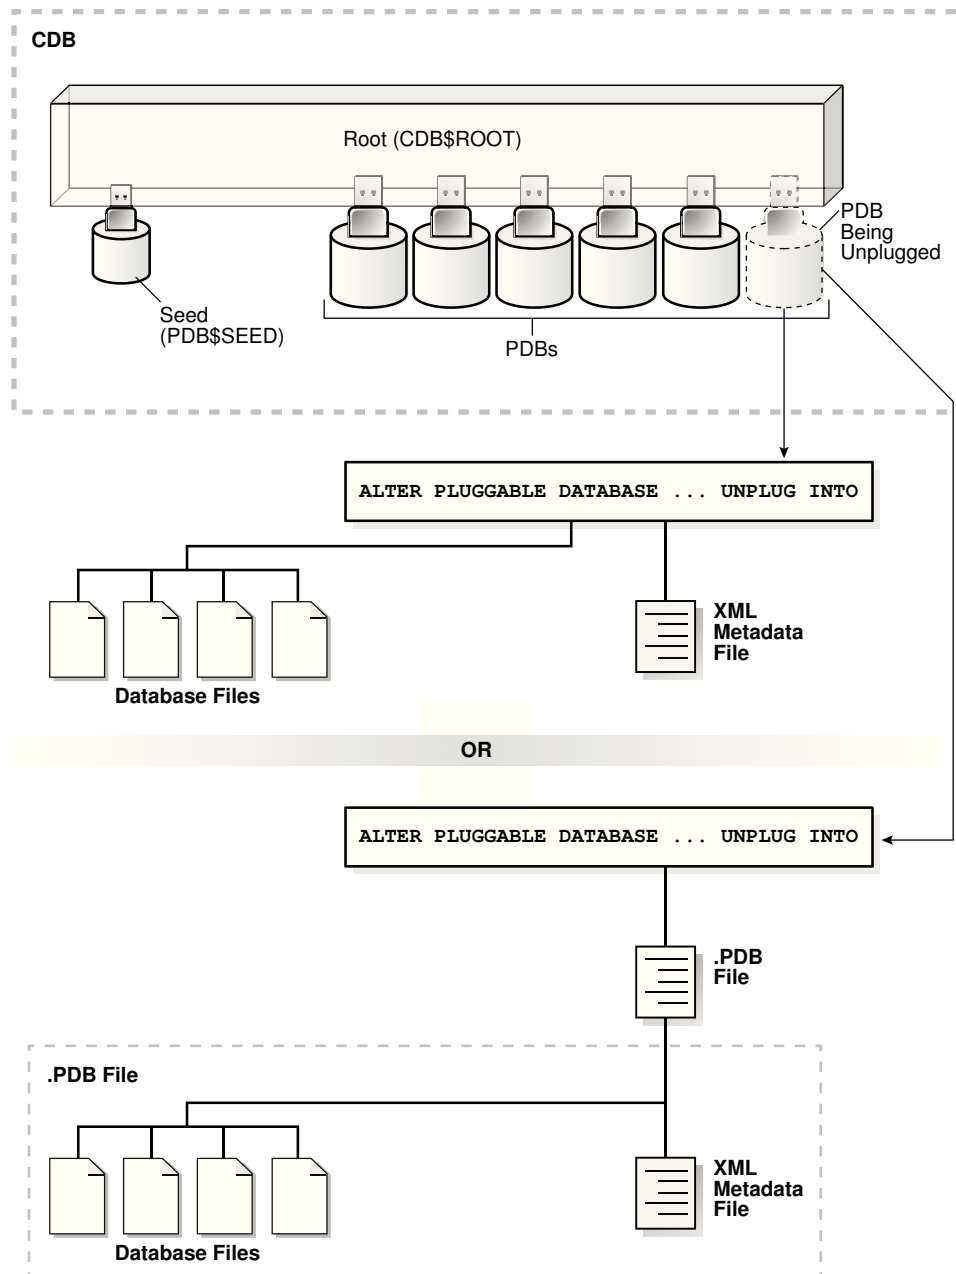 CDB
Root (CDB$ROOT)
PDB
Being
Unplugged
Seed
(PDB$SEED)
PDBs
ALTER PLUGGABLE DATABASE ... UNPLUG INTO
XML
Metadata
File
Database Files
OR
ALTER PLUGGABLE DATABASE ... UNPLUG INTO
.PDB
File
.PDB File
XML
Metadata
File
Database Files